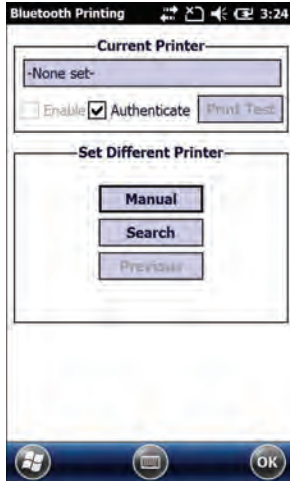 Bluetooth Printing 3:24
Current Printer
-None set-
Enable Authenticate Print Test
Set Different Printer
Manual
Search
Previous
OK